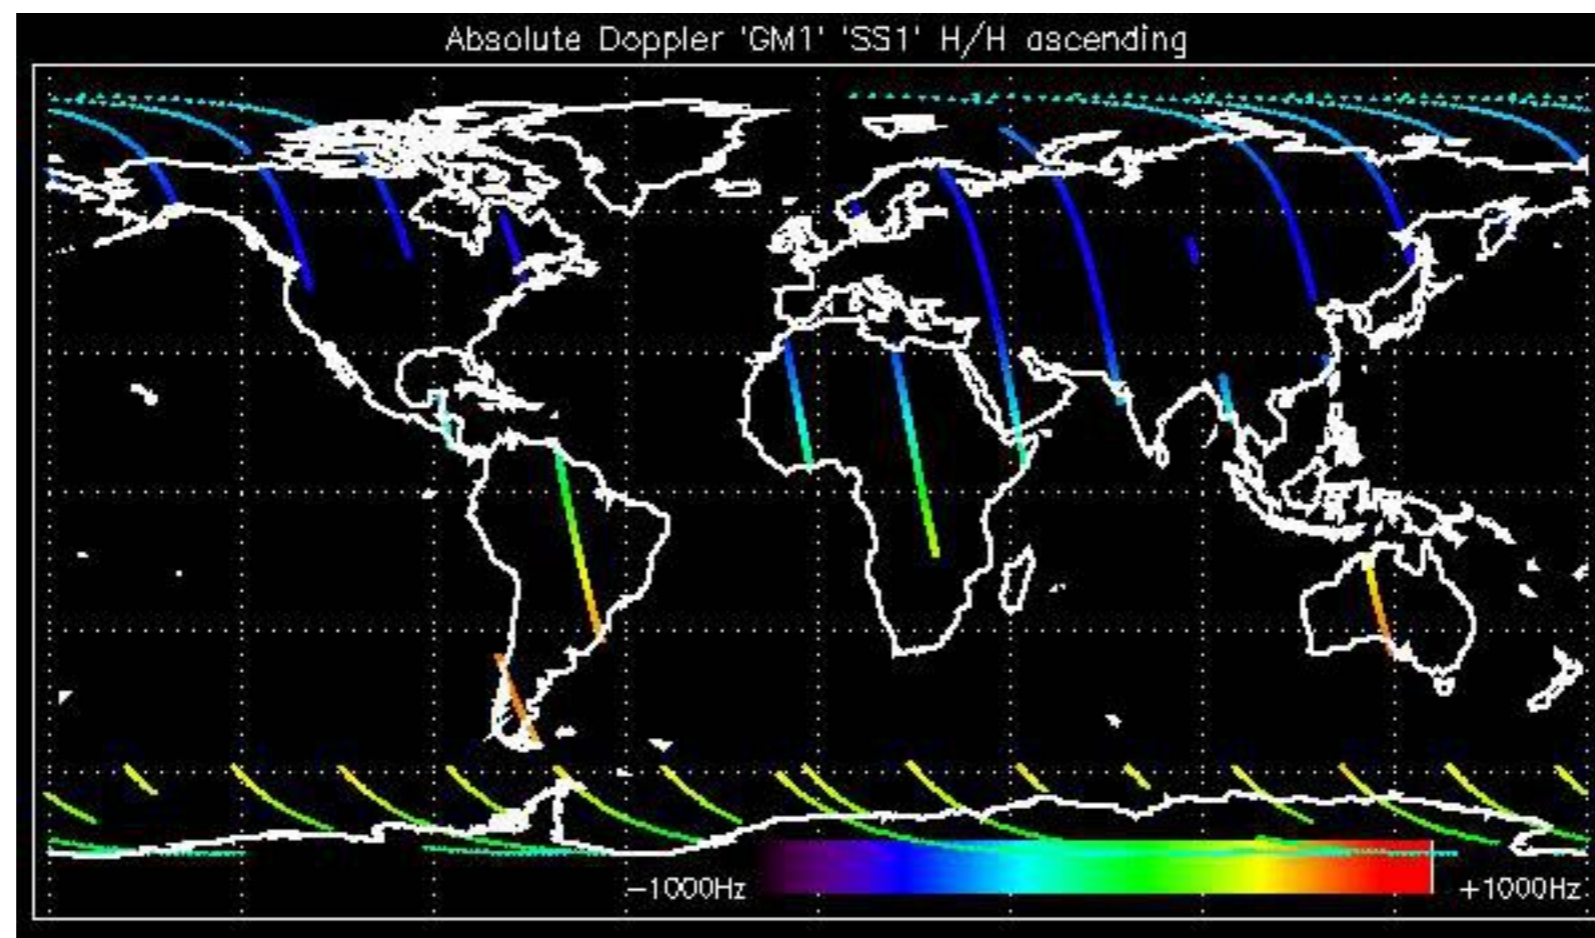 Absolute Doppler 'GM1' 'SS1' H/H ascending
−1000Hz +1000Hz